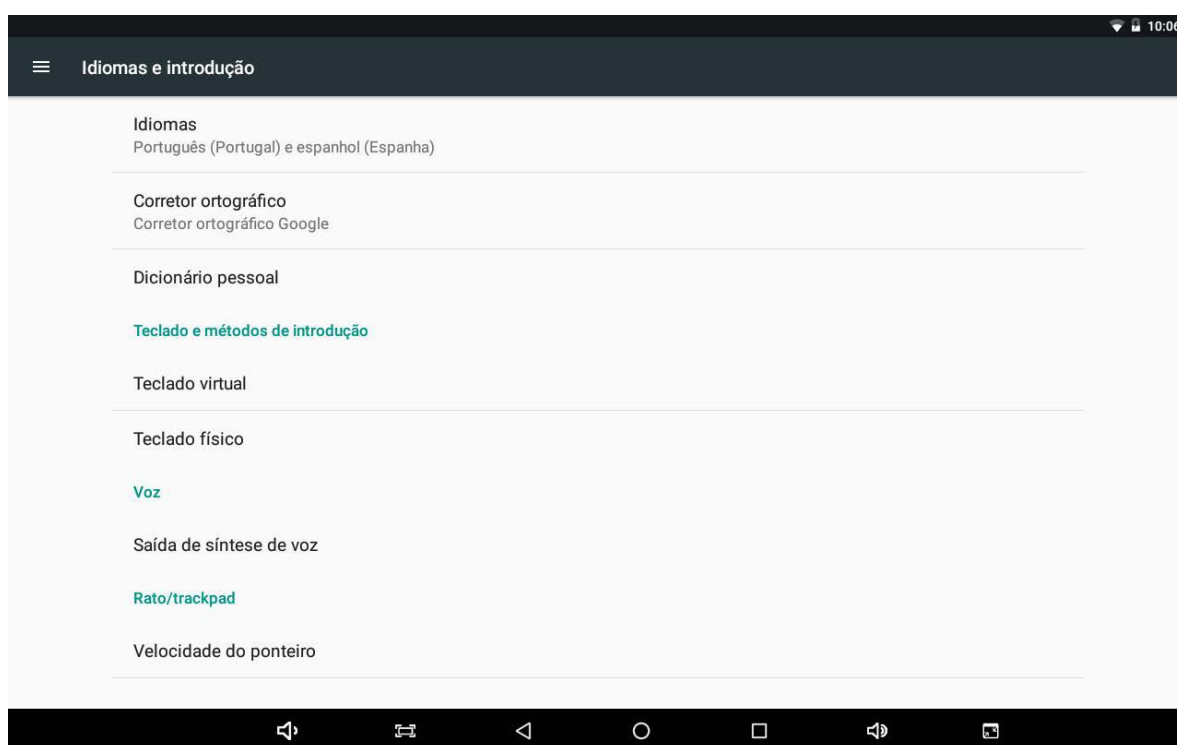 10:06
Idiomas e introdução
Idiomas
Português (Portugal) e espanhol (Espanha)
Corretor ortográfico
Corretor ortográfico Google
Dicionário pessoal
Teclado e métodos de introdução
Teclado virtual
Teclado físico
Voz
Saída de síntese de voz
Rato/trackpad
Velocidade do ponteiro